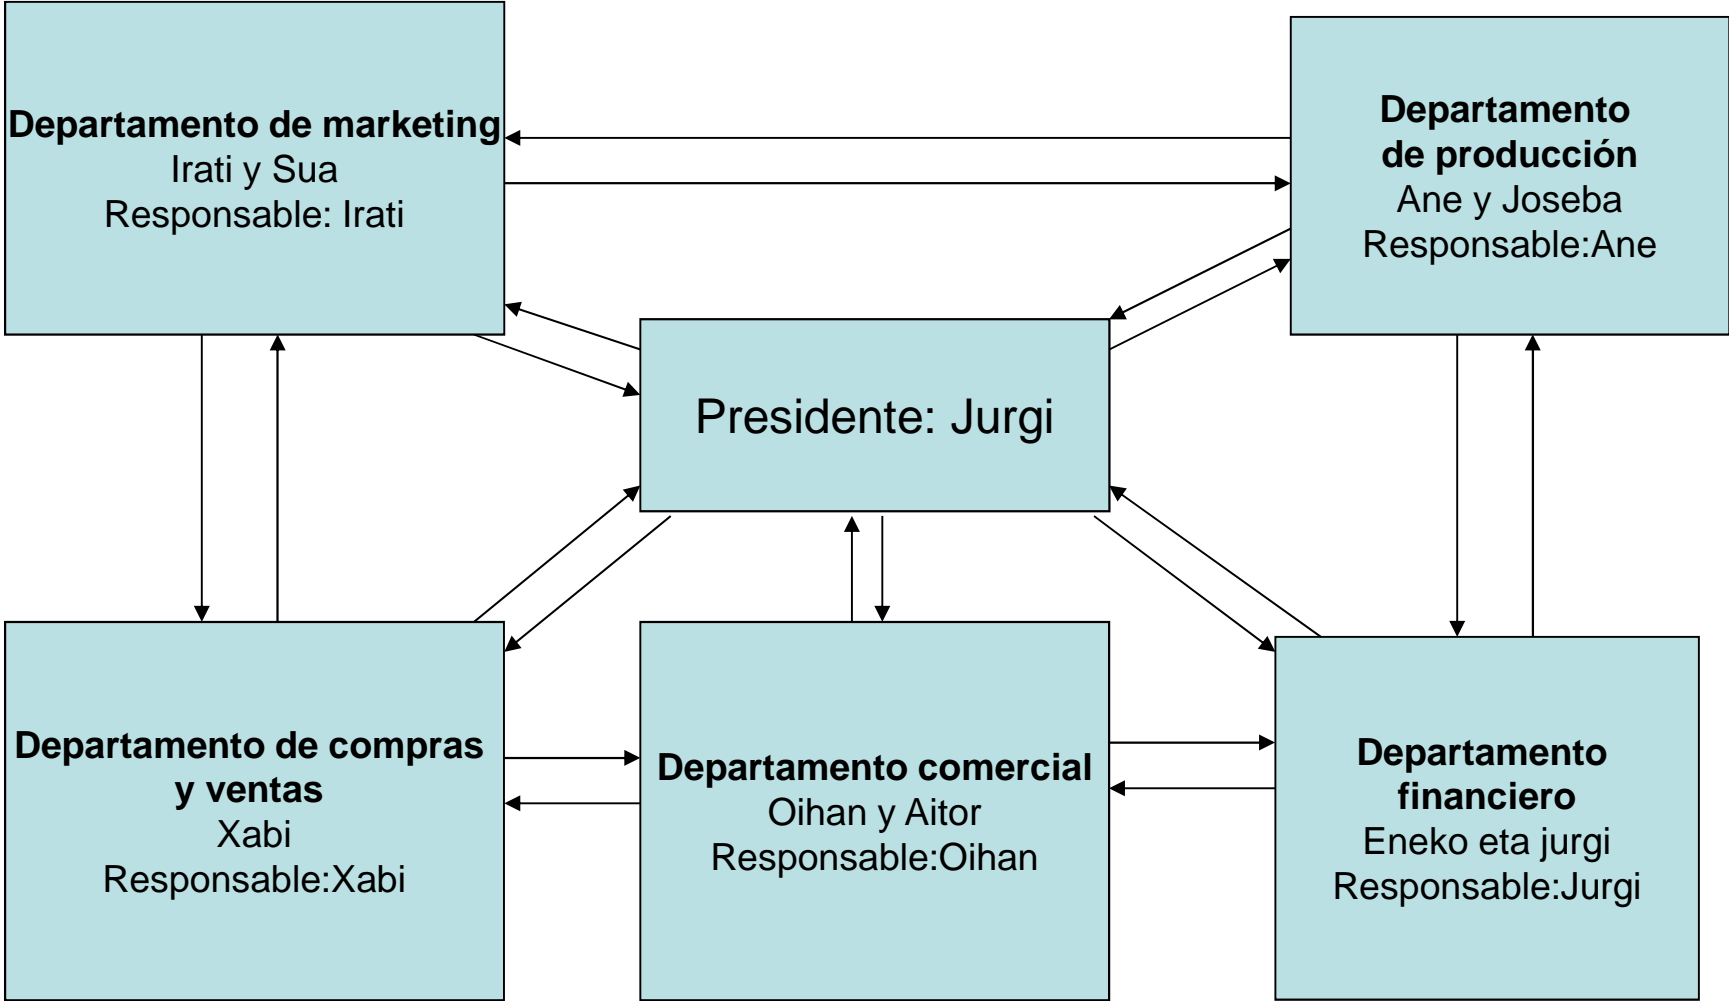 Departamento de marketing
Irati y Sua
Responsable: Irati
Departamento
de producción
Ane y Joseba
Responsable:Ane
Presidente: Jurgi
Departamento de compras
y ventas
Xabi
Responsable:Xabi
Departamento comercial
Oihan y Aitor
Responsable:Oihan
Departamento
financiero
Eneko eta jurgi
Responsable:Jurgi